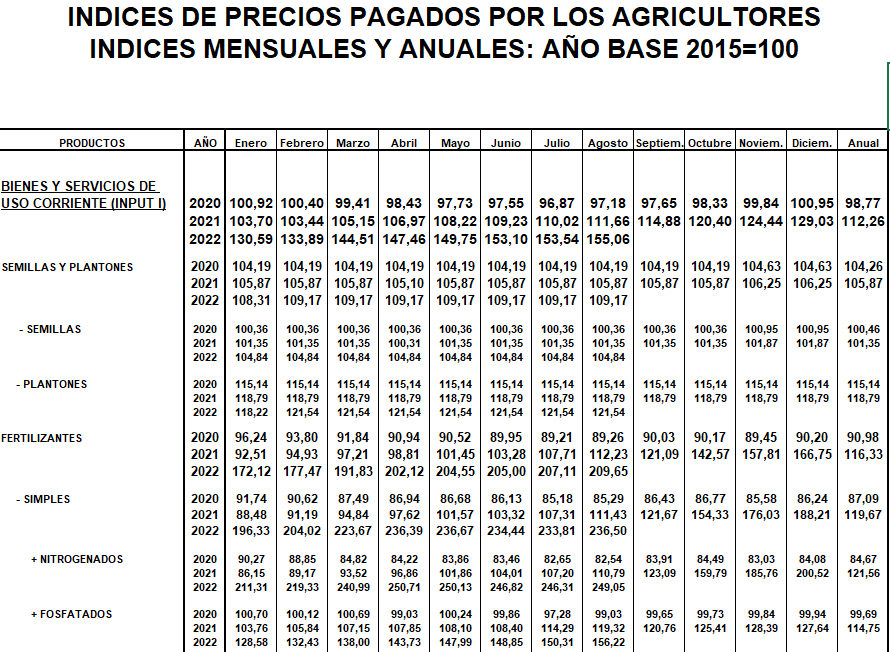 INDICES DE PRECIOS PAGADOS POR LOS AGRICULTORES
INDICES MENSUALES Y ANUALES: AÑO BASE 2015=100
PRODUCTOS AÑO Enero Febrero Marzo Abril Mayo Junio Julio Agosto Septiem. Octubre Noviem. Diciem. Anual
BIENES Y SERVICIOS DE
USO CORRIENTE (INPUT I) 2020 100,92 100,40 99,41 98,43 97,73 97,55 96,87 97,18 97,65 98,33 99,84 100,95 98,77
2021 103,70 103,44 105,15 106,97 108,22 109,23 110,02 111,66 114,88 120,40 124,44 129,03 112,26
2022 130,59 133,89 144,51 147,46 149,75 153,10 153,54 155,06
SEMILLAS Y PLANTONES 2020 104,19 104,19 104,19 104,19 104,19 104,19 104,19 104,19 104,19 104,19 104,63 104,63 104,26
2021 105,87 105,87 105,87 105,10 105,87 105,87 105,87 105,87 105,87 105,87 106,25 106,25 105,87
2022 108,31 109,17 109,17 109,17 109,17 109,17 109,17 109,17
- SEMILLAS 2020 100,36 100,36 100,36 100,36 100,36 100,36 100,36 100,36 100,36 100,36 100,95 100,95 100,46
2021 101,35 101,35 101,35 100,31 101,35 101,35 101,35 101,35 101,35 101,35 101,87 101,87 101,35
2022 104,84 104,84 104,84 104,84 104,84 104,84 104,84 104,84
- PLANTONES 2020 115,14 115,14 115,14 115,14 115,14 115,14 115,14 115,14 115,14 115,14 115,14 115,14 115,14
2021 118,79 118,79 118,79 118,79 118,79 118,79 118,79 118,79 118,79 118,79 118,79 118,79 118,79
2022 118,22 121,54 121,54 121,54 121,54 121,54 121,54 121,54
FERTILIZANTES 2020 96,24 93,80 91,84 90,94 90,52 89,95 89,21 89,26 90,03 90,17 89,45 90,20 90,98
2021 92,51 94,93 97,21 98,81 101,45 103,28 107,71 112,23 121,09 142,57 157,81 166,75 116,33
2022 172,12 177,47 191,83 202,12 204,55 205,00 207,11 209,65
- SIMPLES 2020 91,74 90,62 87,49 86,94 86,68 86,13 85,18 85,29 86,43 86,77 85,58 86,24 87,09
2021 88,48 91,19 94,84 97,62 101,57 103,32 107,31 111,43 121,67 154,33 176,03 188,21 119,67
2022 196,33 204,02 223,67 236,39 236,67 234,44 233,81 236,50
+ NITROGENADOS 2020 90,27 88,85 84,82 84,22 83,86 83,46 82,65 82,54 83,91 84,49 83,03 84,08 84,67
2021 86,15 89,17 93,52 96,86 101,86 104,01 107,20 110,79 123,09 159,79 185,76 200,52 121,56
2022 211,31 219,33 240,99 250,71 250,13 246,82 246,31 249,05
+ FOSFATADOS 2020 100,70 100,12 100,69 99,03 100,24 99,86 97,28 99,03 99,65 99,73 99,84 99,94 99,69
2021 103,76 105,84 107,15 107,85 108,10 108,40 114,29 119,32 120,76 125,41 128,39 127,64 114,75
2022 128,58 132,43 138,00 143,73 147,99 148,85 150,31 156,22